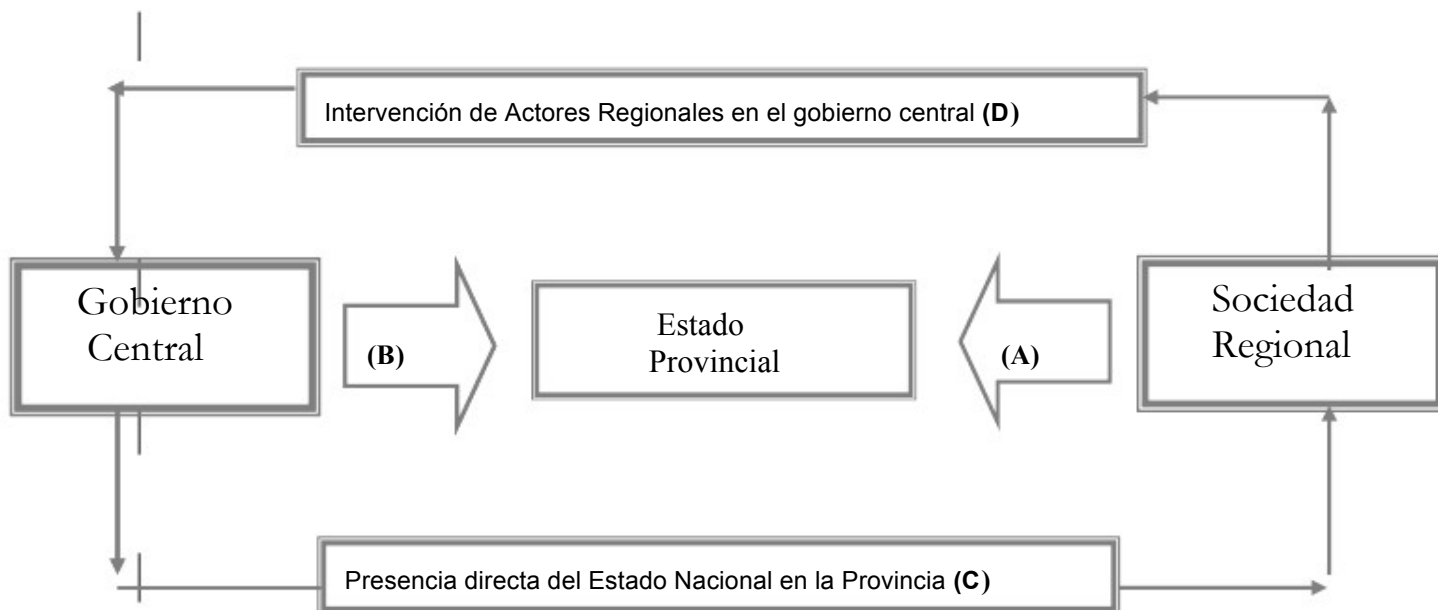 Intervención de Actores Regionales en el gobierno central (D)
Gobierno
Central
(B)
Estado
Provincial
(A)
Sociedad
Regional
Presencia directa del Estado Nacional en la Provincia (C)